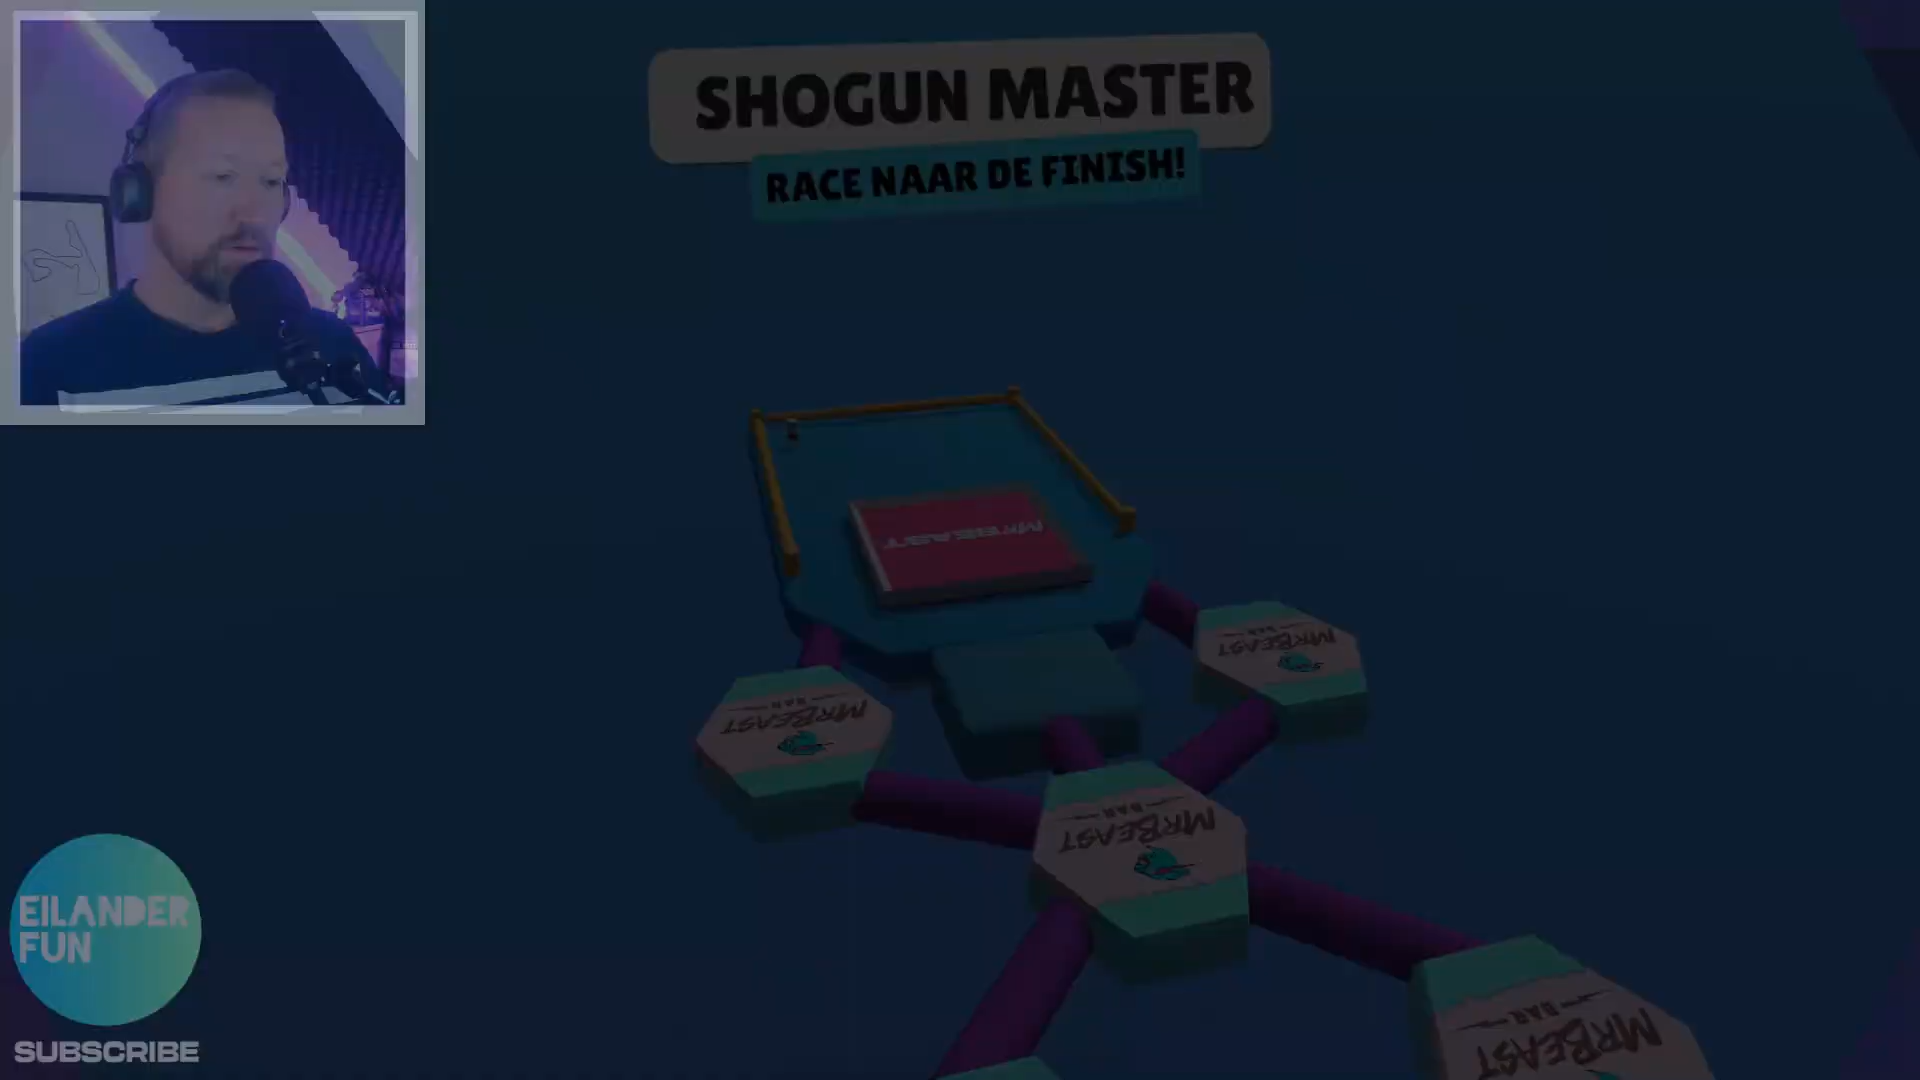 SHOGUN MASTER
RACE NAAR DE FINISH!
MRBEAST
MRBEAST
BAR
MRBEAST
BAR
MRBEAST
BAR
MRBEAST
BAR
EILANDER
FUN
SUBSCRIBE